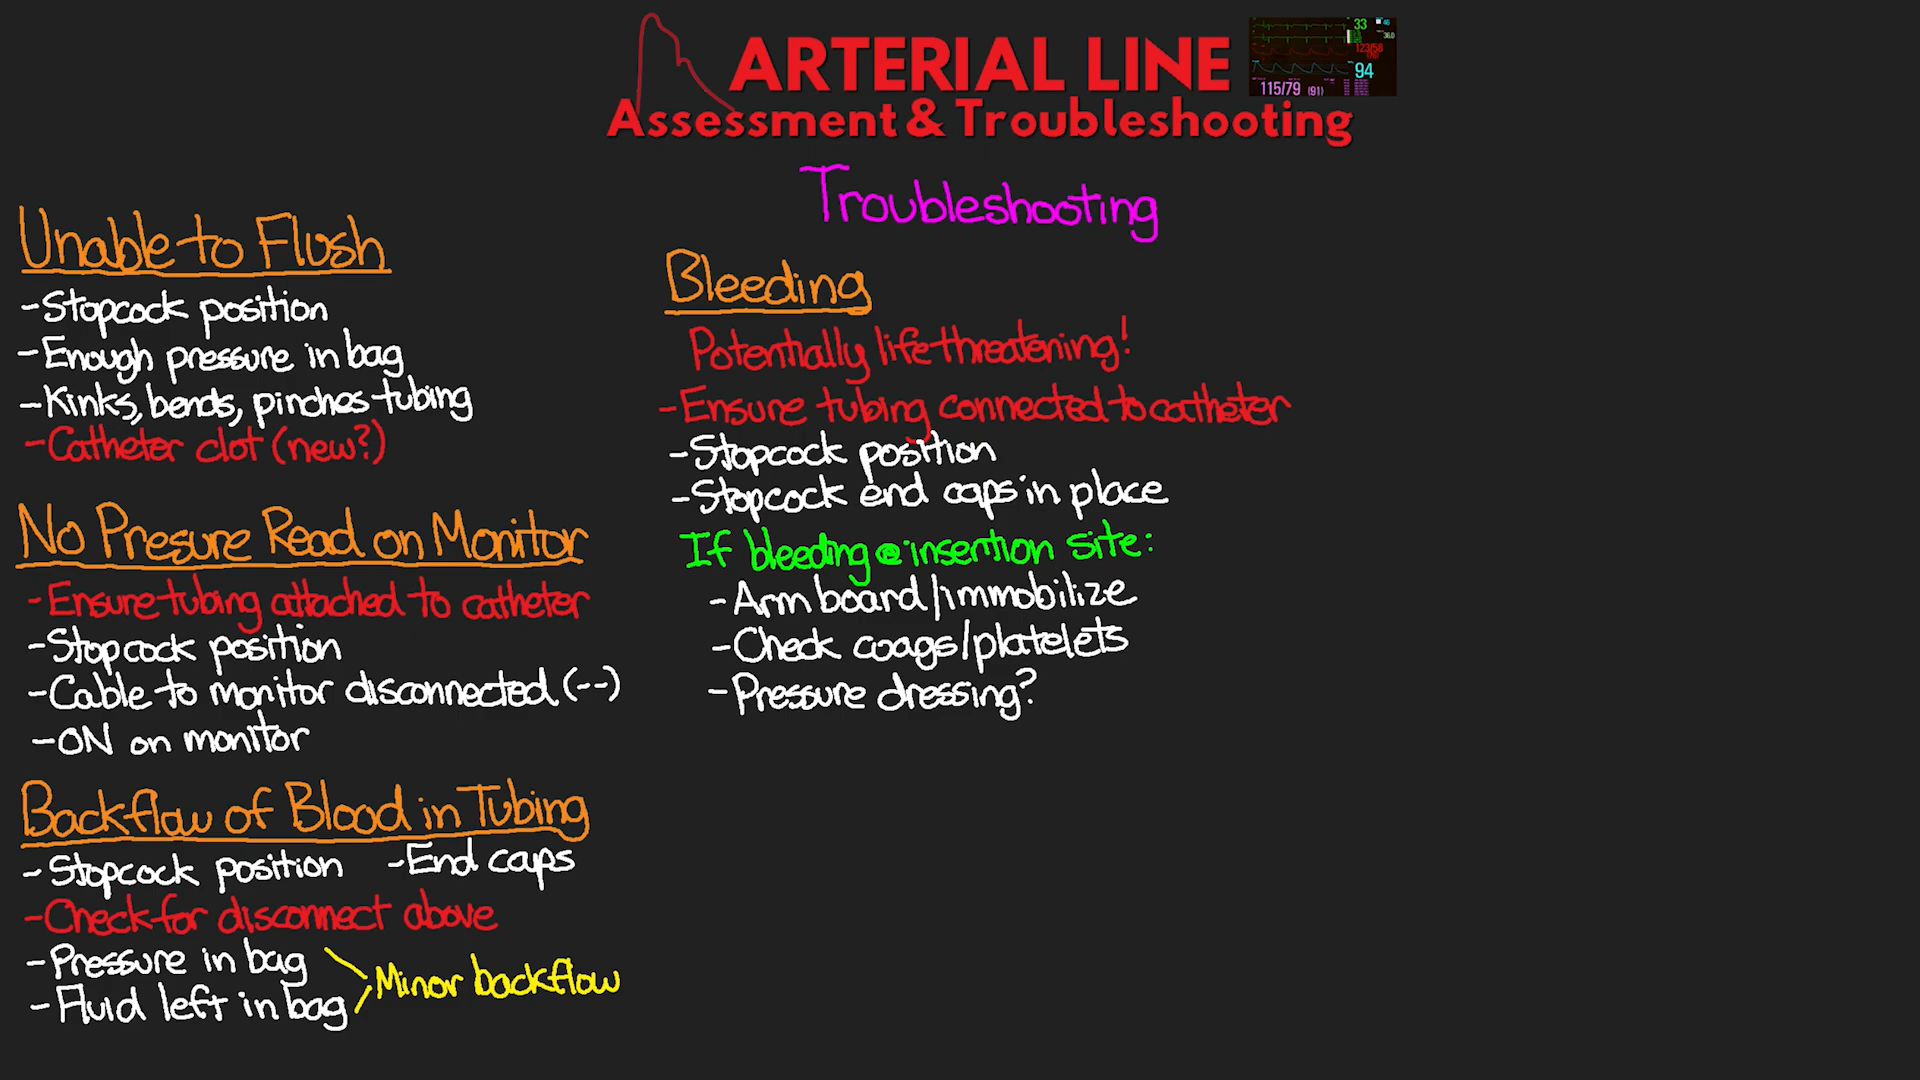 ARTERIAL LINE
Assessment & Troubleshooting
33
46
36.0
123/58
94
115/79 (91)
Troubleshooting
Unable to Flush
-Stopcock position
-Enough pressure in bag
-Kinks, bends, pinches-tubing
-Catheter clot (new?)
No Presure Read on Monitor
-Ensure tubing attached to catheter
-Stopcock position
-Cable to monitor disconnected (--)
-ON on monitor
Backflow of Blood in Tubing
-Stopcock position -End caps
-Check for disconnect above
-Pressure in bag
-Fluid left in bag
Minor backflow
Bleeding
Potentially life threatening!
-Ensure tubing connected to catheter
-Stopcock position
-Stopcock end caps in place
If bleeding @ insertion site:
-Arm board/immobilize
-Check coags/platelets
-Pressure dressing?